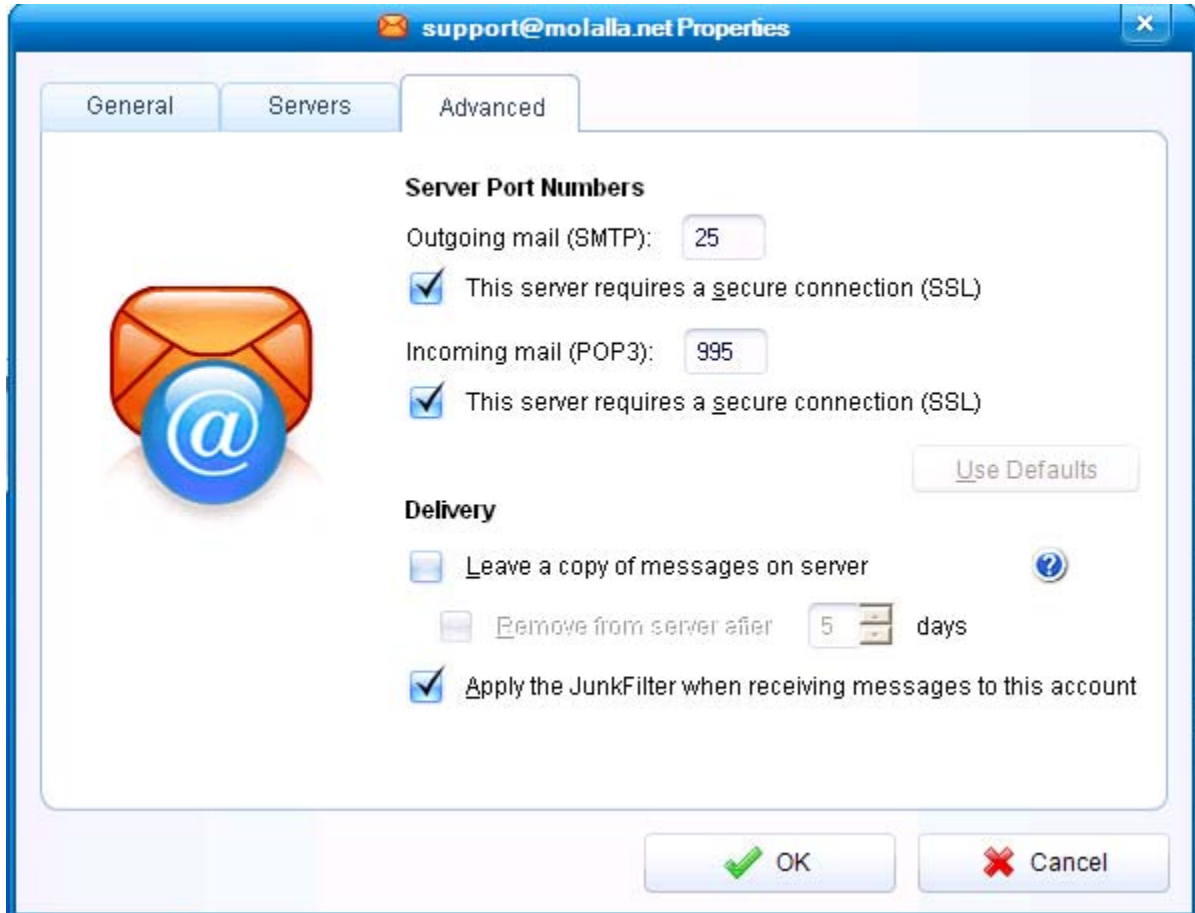 support@molalla.net Properties
General Servers Advanced
Server Port Numbers
Outgoing mail (SMTP): 25
This server requires a secure connection (SSL)
Incoming mail (POP3): 995
This server requires a secure connection (SSL)
Use Defaults
Delivery
Leave a copy of messages on server
Remove from server after 5 days
Apply the JunkFilter when receiving messages to this account
OK Cancel